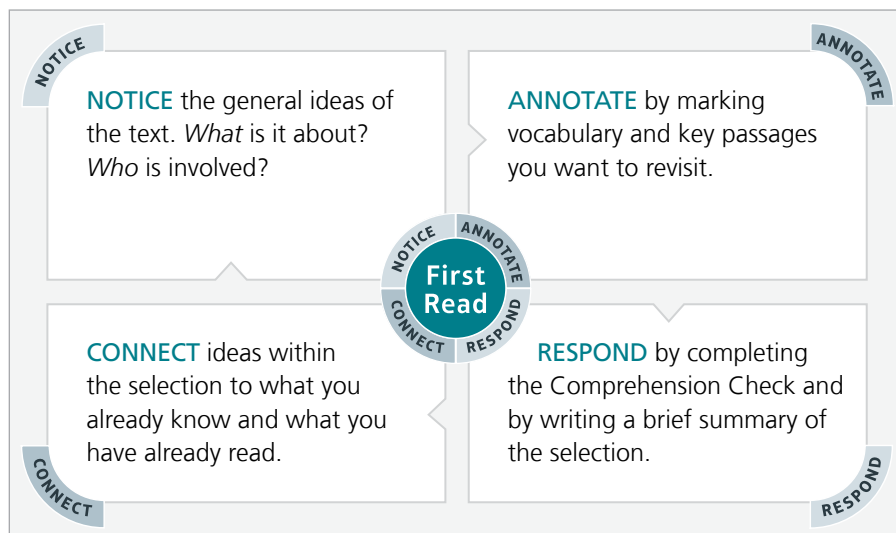 NOTICE
NOTICE the general ideas of
the text. What is it about?
Who is involved?
ANNOTATE
ANNOTATE by marking
vocabulary and key passages
you want to revisit.
NOTICE
ANNOTATE
First
Read
CONNECT
RESPOND
CONNECT ideas within
the selection to what you
already know and what you
have already read.
CONNECT
RESPOND by completing
the Comprehension Check and
by writing a brief summary of
the selection.
RESPOND